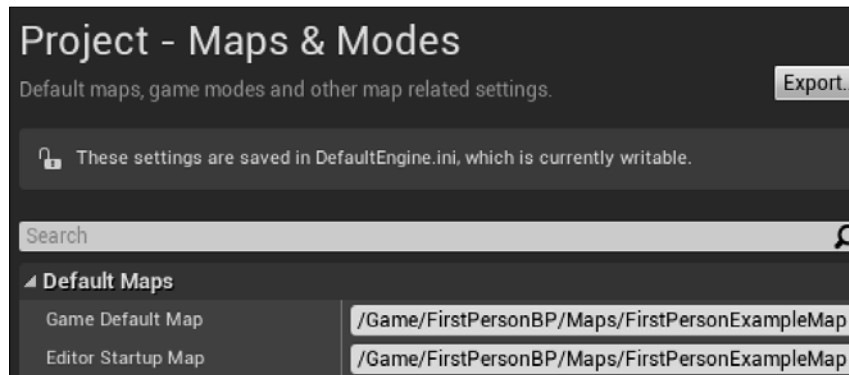 Project - Maps & Modes
Default maps, game modes and other map related settings.
Export..
These settings are saved in DefaultEngine.ini, which is currently writable.
Search
Default Maps
Game Default Map /Game/FirstPersonBP/Maps/FirstPersonExampleMap
Editor Startup Map /Game/FirstPersonBP/Maps/FirstPersonExampleMap